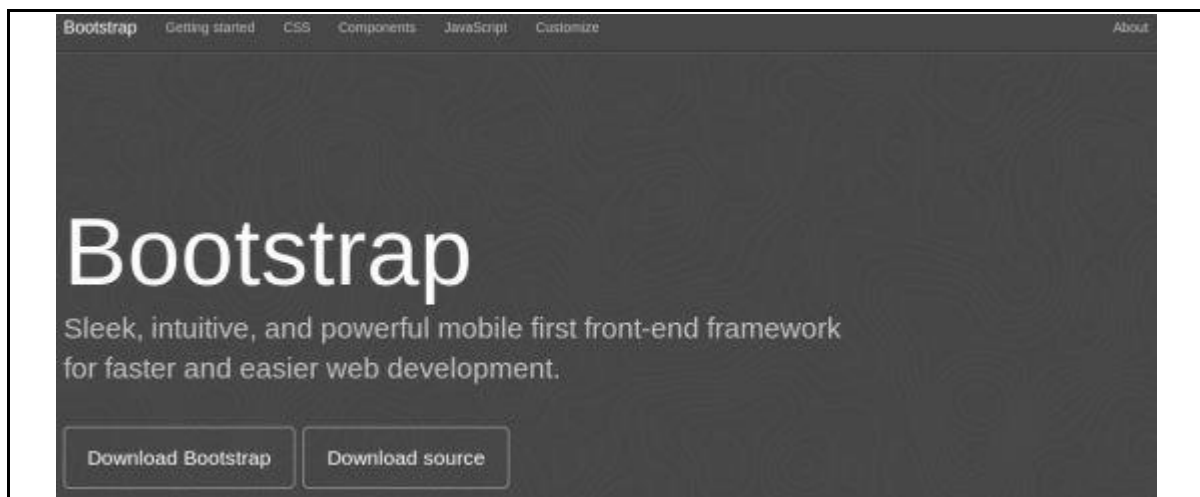 Bootstrap Getting started CSS Components JavaScript Customize About
Bootstrap
Sleek, intuitive, and powerful mobile first front-end framework
for faster and easier web development.
Download Bootstrap Download source